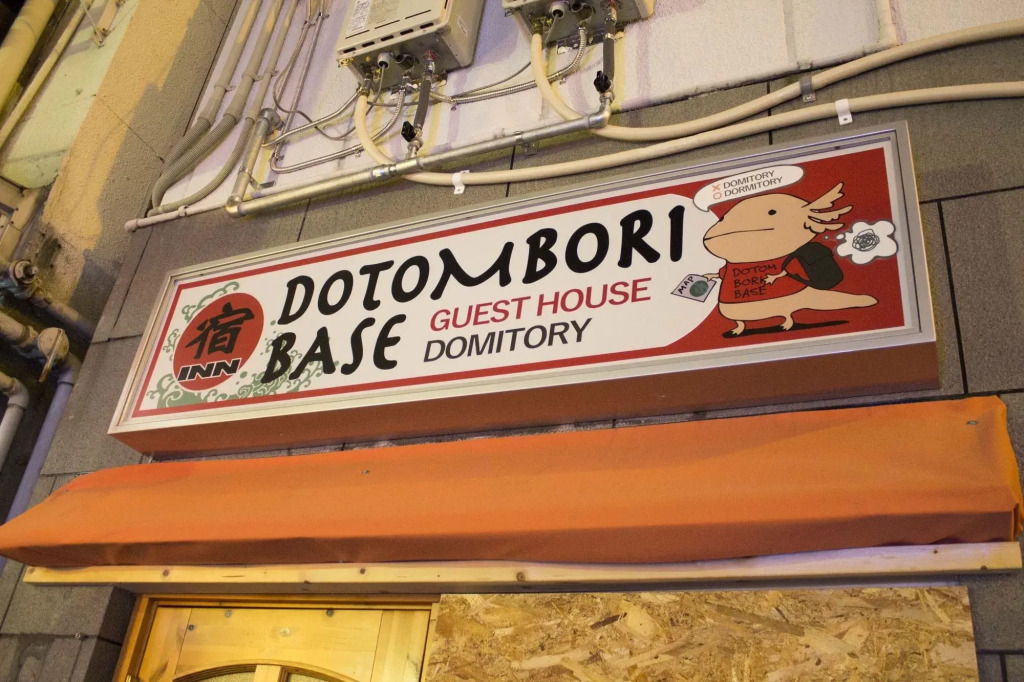 宿
INN
DOTOMBORI
BASE
GUEST HOUSE
DOMITORY
X DOMITORY
O DORMITORY
MAP
DOTOM
BORI
BASE